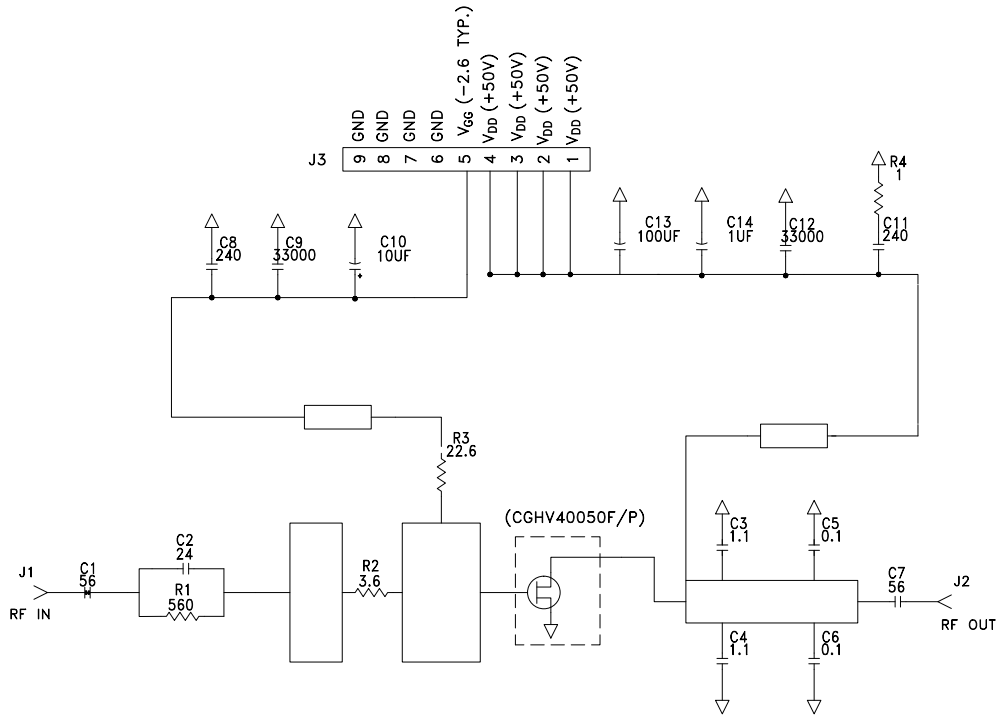 GND
GND
GND
GND
VGG (-2.6 TYP.)
VDD (+50V)
VDD (+50V)
VDD (+50V)
VDD (+50V)
J3
9
8
7
6
5
4
3
2
1
R4
1
C8
240
C9
33000
C10
10UF
C13
100UF
C14
1UF
C12
33000
C11
240
R3
22.6
(CGHV40050F/P)
C3
1.1
C5
0.1
C2
24
J1
C1
56
R1
560
R2
3.6
C7
56
J2
RF IN
RF OUT
C4
1.1
C6
0.1